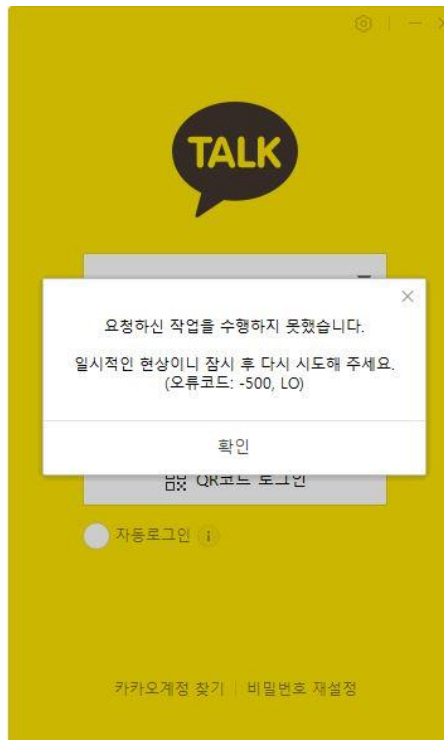 TALK
요청하신 작업을 수행하지 못했습니다.
일시적인 현상이니 잠시 후 다시 시도해 주세요.
(오류코드: -500, LO)
확인
QR코드 로그인
자동로그인
카카오계정 찾기 | 비밀번호 재설정